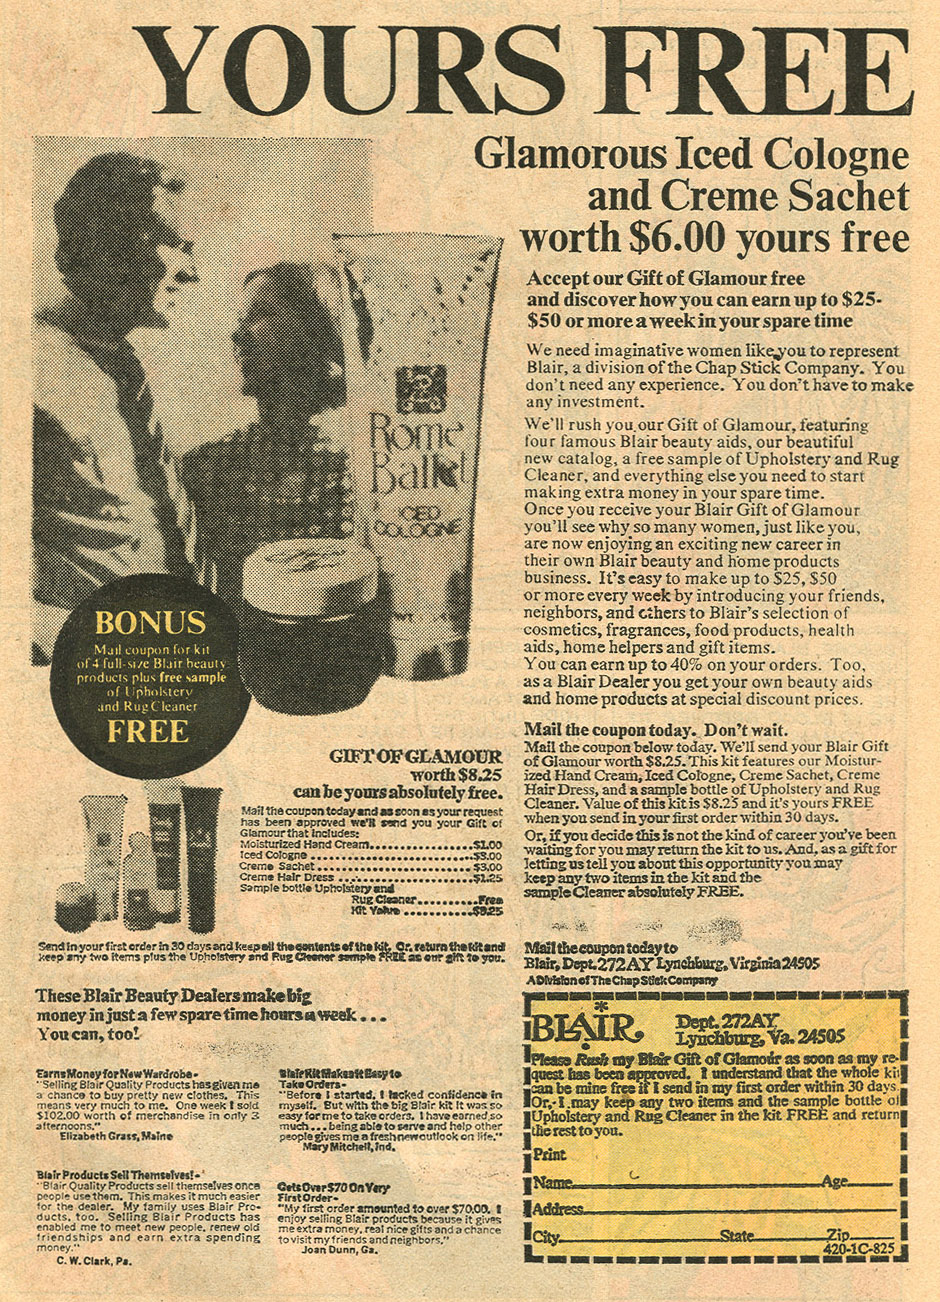 YOURS FREE
Glamorous Iced Cologne
and Creme Sachet
worth $6.00 yours free
Accept our Gift of Glamour free
and discover how you can earn up to $25-
$50 or more a week in your spare time
We need imaginative women like you to represent
Blair, a division of the Chap Stick Company. You
don't need any experience. You don't have to make
any investment.
We'll rush you our Gift of Glamour, featuring
four famous Blair beauty aids, our beautiful
new catalog, a free sample of Upholstery and Rug
Cleaner, and everything else you need to start
making extra money in your spare time.
Once you receive your Blair Gift of Glamour
you'll see why so many women, just like you,
are now enjoying an exciting new career in
their own Blair beauty and home products
business. It's easy to make up to $25, $50
or more every week by introducing your friends,
neighbors, and others to Blair's selection of
cosmetics, fragrances, food products, health
aids, home helpers and gift items.
You can earn up to 40% on your orders. Too,
as a Blair Dealer you get your own beauty aids
and home products at special discount prices.
Mail the coupon today. Don't wait.
Mail the coupon below today. We'll send your Blair Gift
of Glamour worth $8.25. This kit features our Moistur-
ized Hand Cream, Iced Cologne, Creme Sachet, Creme
Hair Dress, and a sample bottle of Upholstery and Rug
Cleaner. Value of this kit is $8.25 and it's yours FREE
when you send in your first order within 30 days.
Or, if you decide this is not the kind of career you've been
waiting for you may return the kit to us. And, as a gift for
letting us tell you about this opportunity you may
keep any two items in the kit and the
sample Cleaner absolutely FREE.
Mail the coupon today to
Blair, Dept. 272AY Lynchburg, Virginia 24505
A Division of The Chap Stick Company
Rome
Ballet
ICED
COLOGNE
BONUS
Mail coupon for kit
of 4 full-size Blair beauty
products plus free sample
of Upholstery
and Rug Cleaner
FREE
GIFT OF GLAMOUR
worth $8.25
can be yours absolutely free.
Mail the coupon today and as soon as your request
has been approved we'll send you your Gift of
Glamour that includes:
Moisturized Hand Cream..................$1.00
Iced Cologne ............................$3.00
Creme Sachet ............................$3.00
Creme Hair Dress ........................$1.25
Sample bottle Upholstery and
Rug Cleaner..........Free
Kit Value ............$8.25
Send in your first order in 30 days and keep all the contents of the kit. Or, return the kit and
keep any two items plus the Upholstery and Rug Cleaner sample FREE as our gift to you.
These Blair Beauty Dealers make big
money in just a few spare time hours a week . . .
You can, too!
Earns Money for New Wardrobe-
"Selling Blair Quality Products has given me
a chance to buy pretty new clothes. This
means very much to me. One week I sold
$102.00 worth of merchandise in only 3
afternoons."
Elizabeth Grass, Maine
Blair Products Sell Themselves!-
"Blair Quality Products sell themselves once
people use them. This makes it much easier
for the dealer. My family uses Blair Pro-
ducts, too. Selling Blair Products has
enabled me to meet new people, renew old
friendships and earn extra spending
money."
C. W. Clark, Pa.
Blair Kit Makes it Easy to
Take Orders-
"Before I started, I lacked confidence in
myself. But with the big Blair kit it was so
easy for me to take orders. I have earned so
much . . . being able to serve and help other
people gives me a fresh new outlook on life."
Mary Mitchell, Ind.
Gets Over $70 On Very
First Order-
"My first order amounted to over $70.00. I
enjoy selling Blair products because it gives
me extra money, real nice gifts and a chance
to visit my friends and neighbors."
Joan Dunn, Ga.
BLAIR
Dept. 272AY
Lynchburg, Va. 24505
Please Rush my Blair Gift of Glamour as soon as my re-
quest has been approved. I understand that the whole kit
can be mine free if I send in my first order within 30 days
Or, I may keep any two items and the sample bottle of
Upholstery and Rug Cleaner in the kit FREE and return
the rest to you.
Print
Name Age
Address
City State Zip
420-1C-825